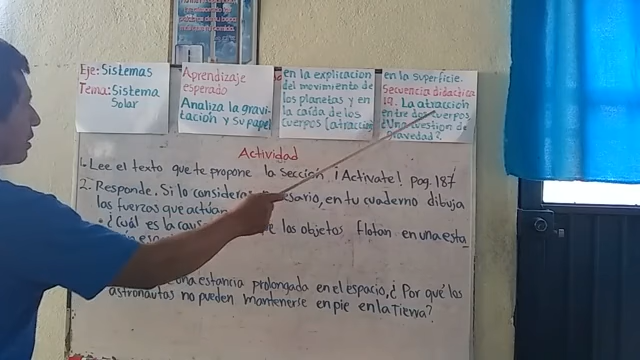 Eje: Sistemas
Tema: Sistema
Solar
Aprendizaje
esperado
Analiza la gravi-
tación y su papel
en la explicación
del movimiento de
los planetas y en
la caída de los
cuerpos (atracción
en la superficie.
Secuencia didáctica
19. La atracción
entre dos cuerpos
¿Una cuestión de
gravedad?.
Actividad
1. Lee el texto que te propone la sección ¡Actívate! pag. 187
2. Responde. Si lo consideras necesario, en tu cuaderno dibuja
las fuerzas que actúan
• ¿Cuál es la causa de los objetos flotan en una esta
una estancia prolongada en el espacio, ¿Por qué los
astronautas no pueden mantenerse en pie en la Tierra?